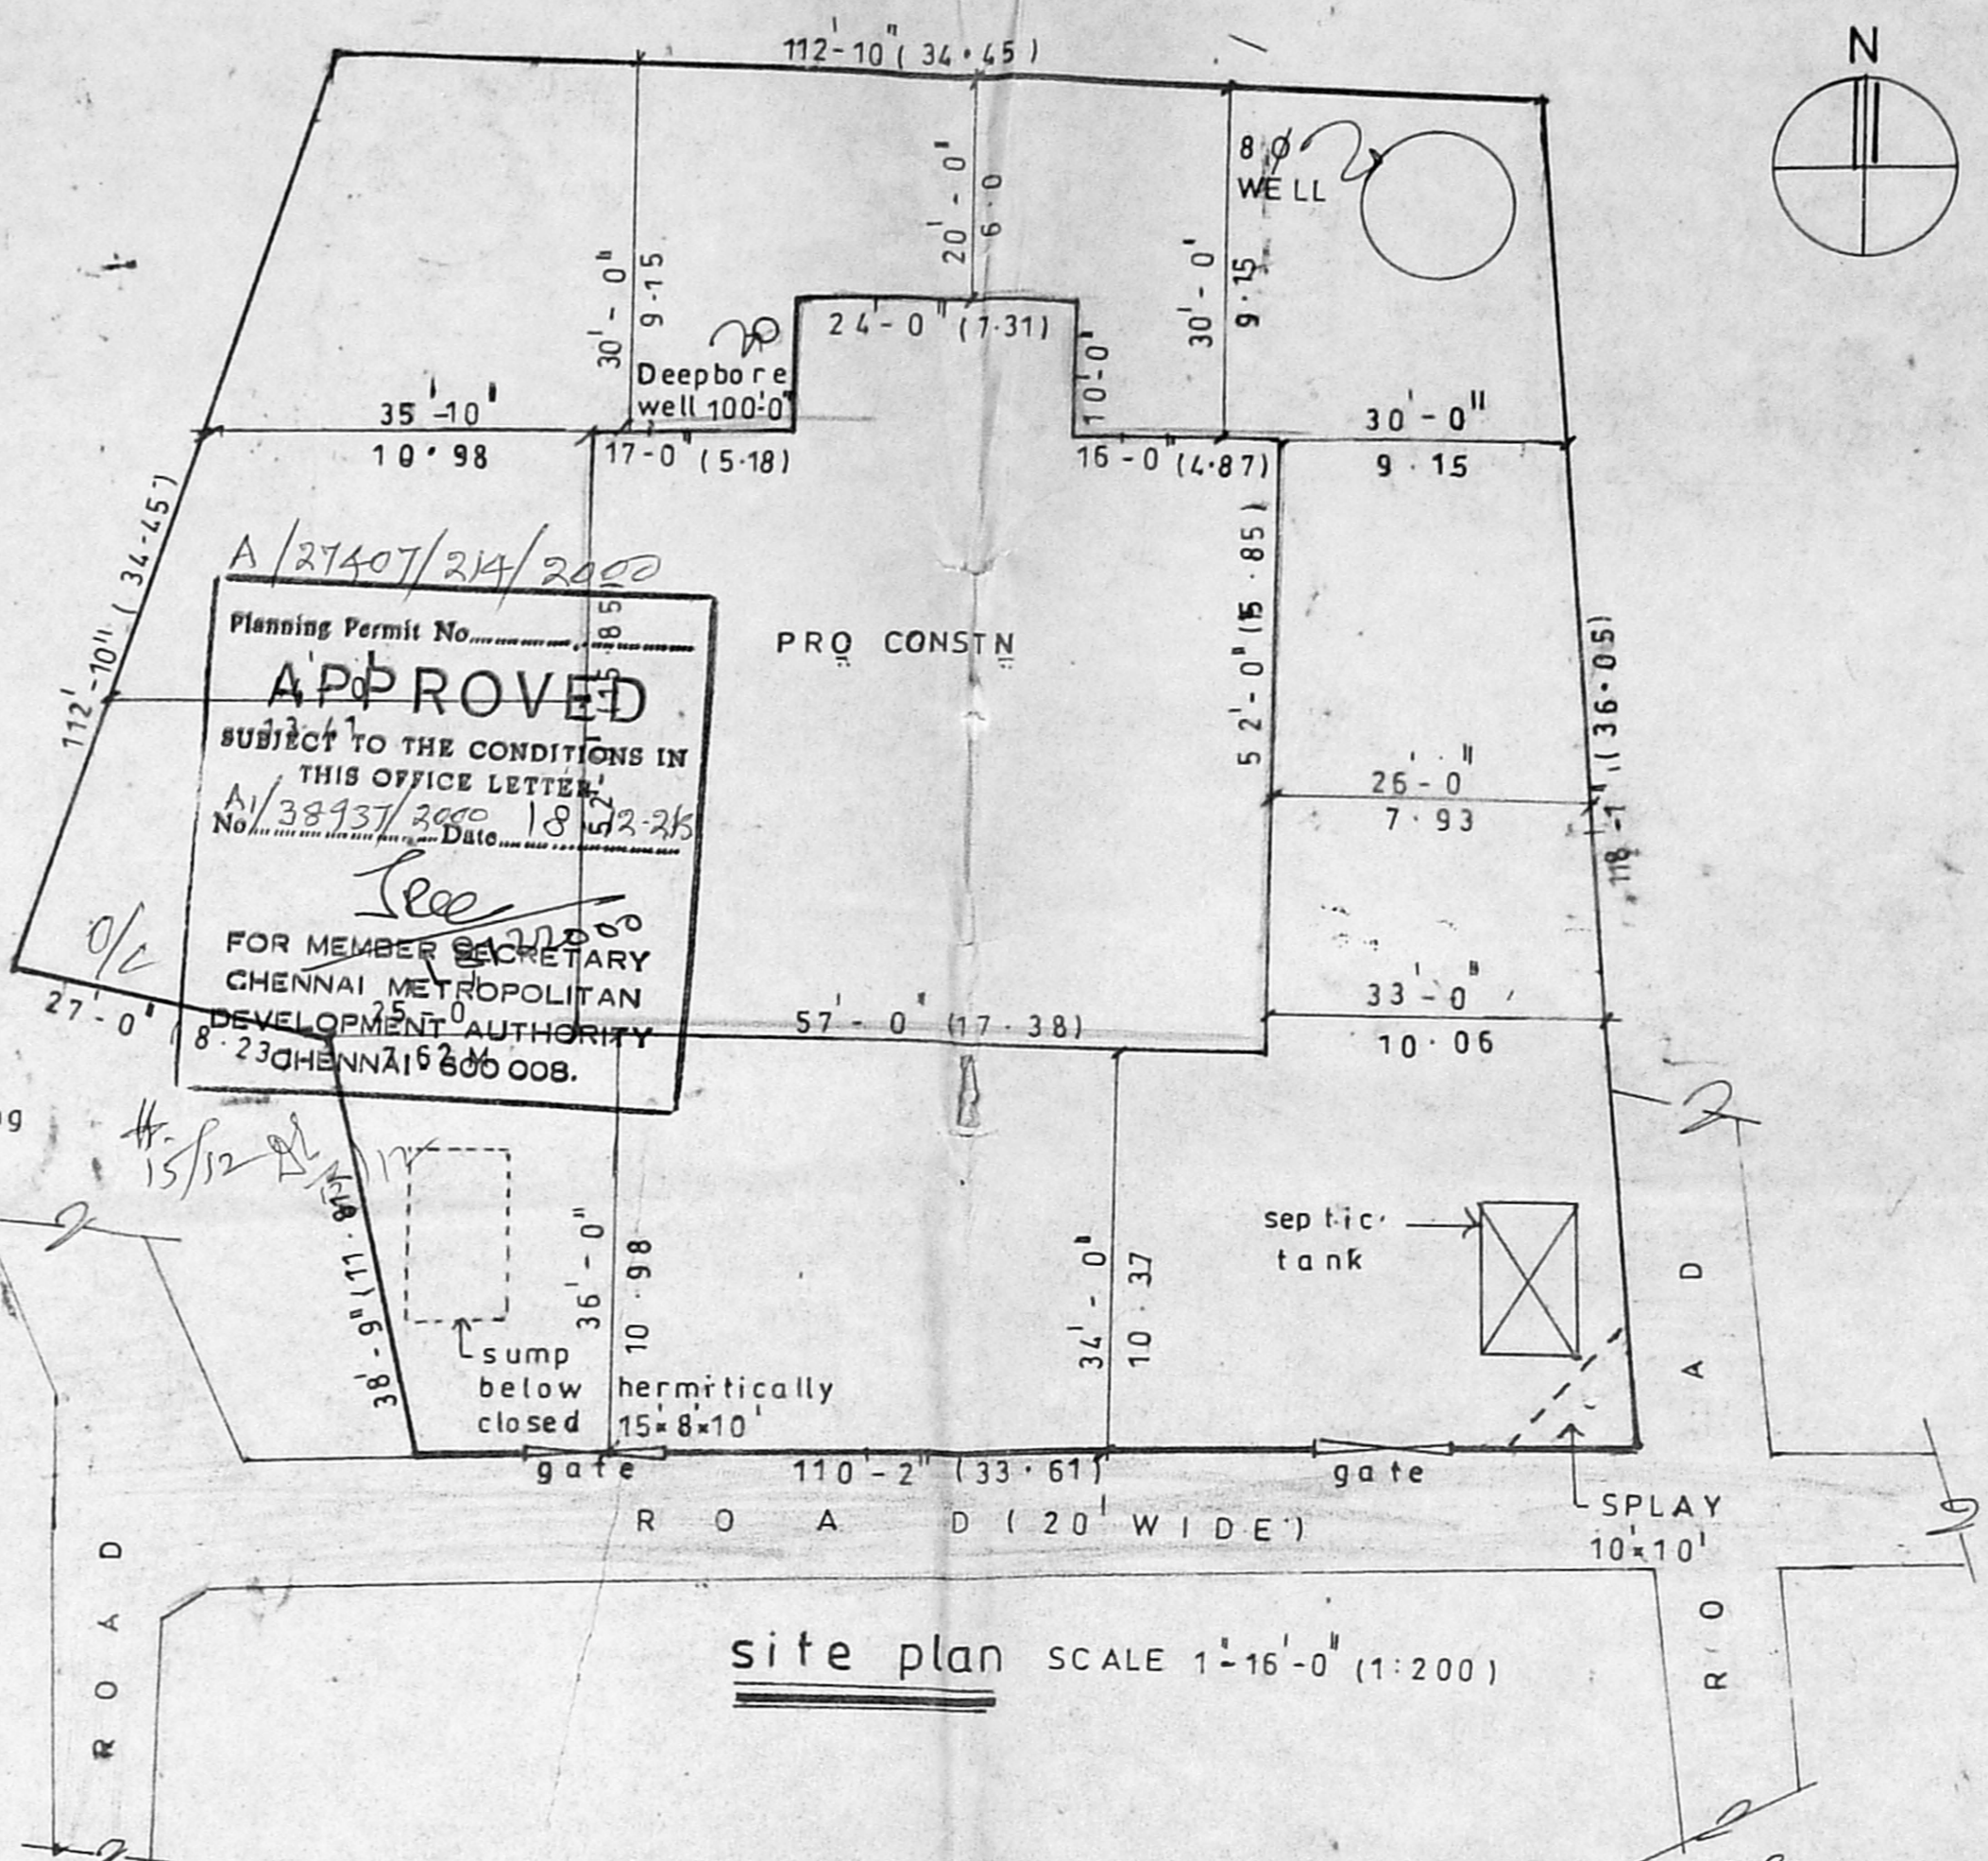 N
112'-10" ( 34·45 )
8 Ø
WELL
20'-0'
6·0
30'-0"
9·15
30'-0'
9·15
24'-0" (7·31)
Deepbore
well 100'-0"
10'-0'
35'-10"
10·98
17-0" (5·18)
16-0" (4·87)
30'-0"
9·15
112'-10" ( 34-45 )
A/27407/214/2000
Planning Permit No
APPROVED
SUBJECT TO THE CONDITIONS IN
THIS OFFICE LETTER
No. A1/38937/2000 Date 18
FOR MEMBER SECRETARY
CHENNAI METROPOLITAN
DEVELOPMENT AUTHORITY
CHENNAI-600 008.
PRO CONSTN
52'-0" (15·85)
118'-1" (36·05)
26'-0"
7·93
33'-0"
10·06
O/C
27'-0" (8·23
25'-0
7·62 M
57'-0" (17·38)
15/12
38'-9" (11·81)
36'-0"
10·98
34'-0"
10·37
septic
tank
sump
below hermitically
closed 15'x8'x10'
gate
110'-2" (33·61)
gate
ROAD (20' WIDE)
SPLAY
10'x10'
ROAD
ROAD
site plan SCALE 1"-16'-0" (1:200)